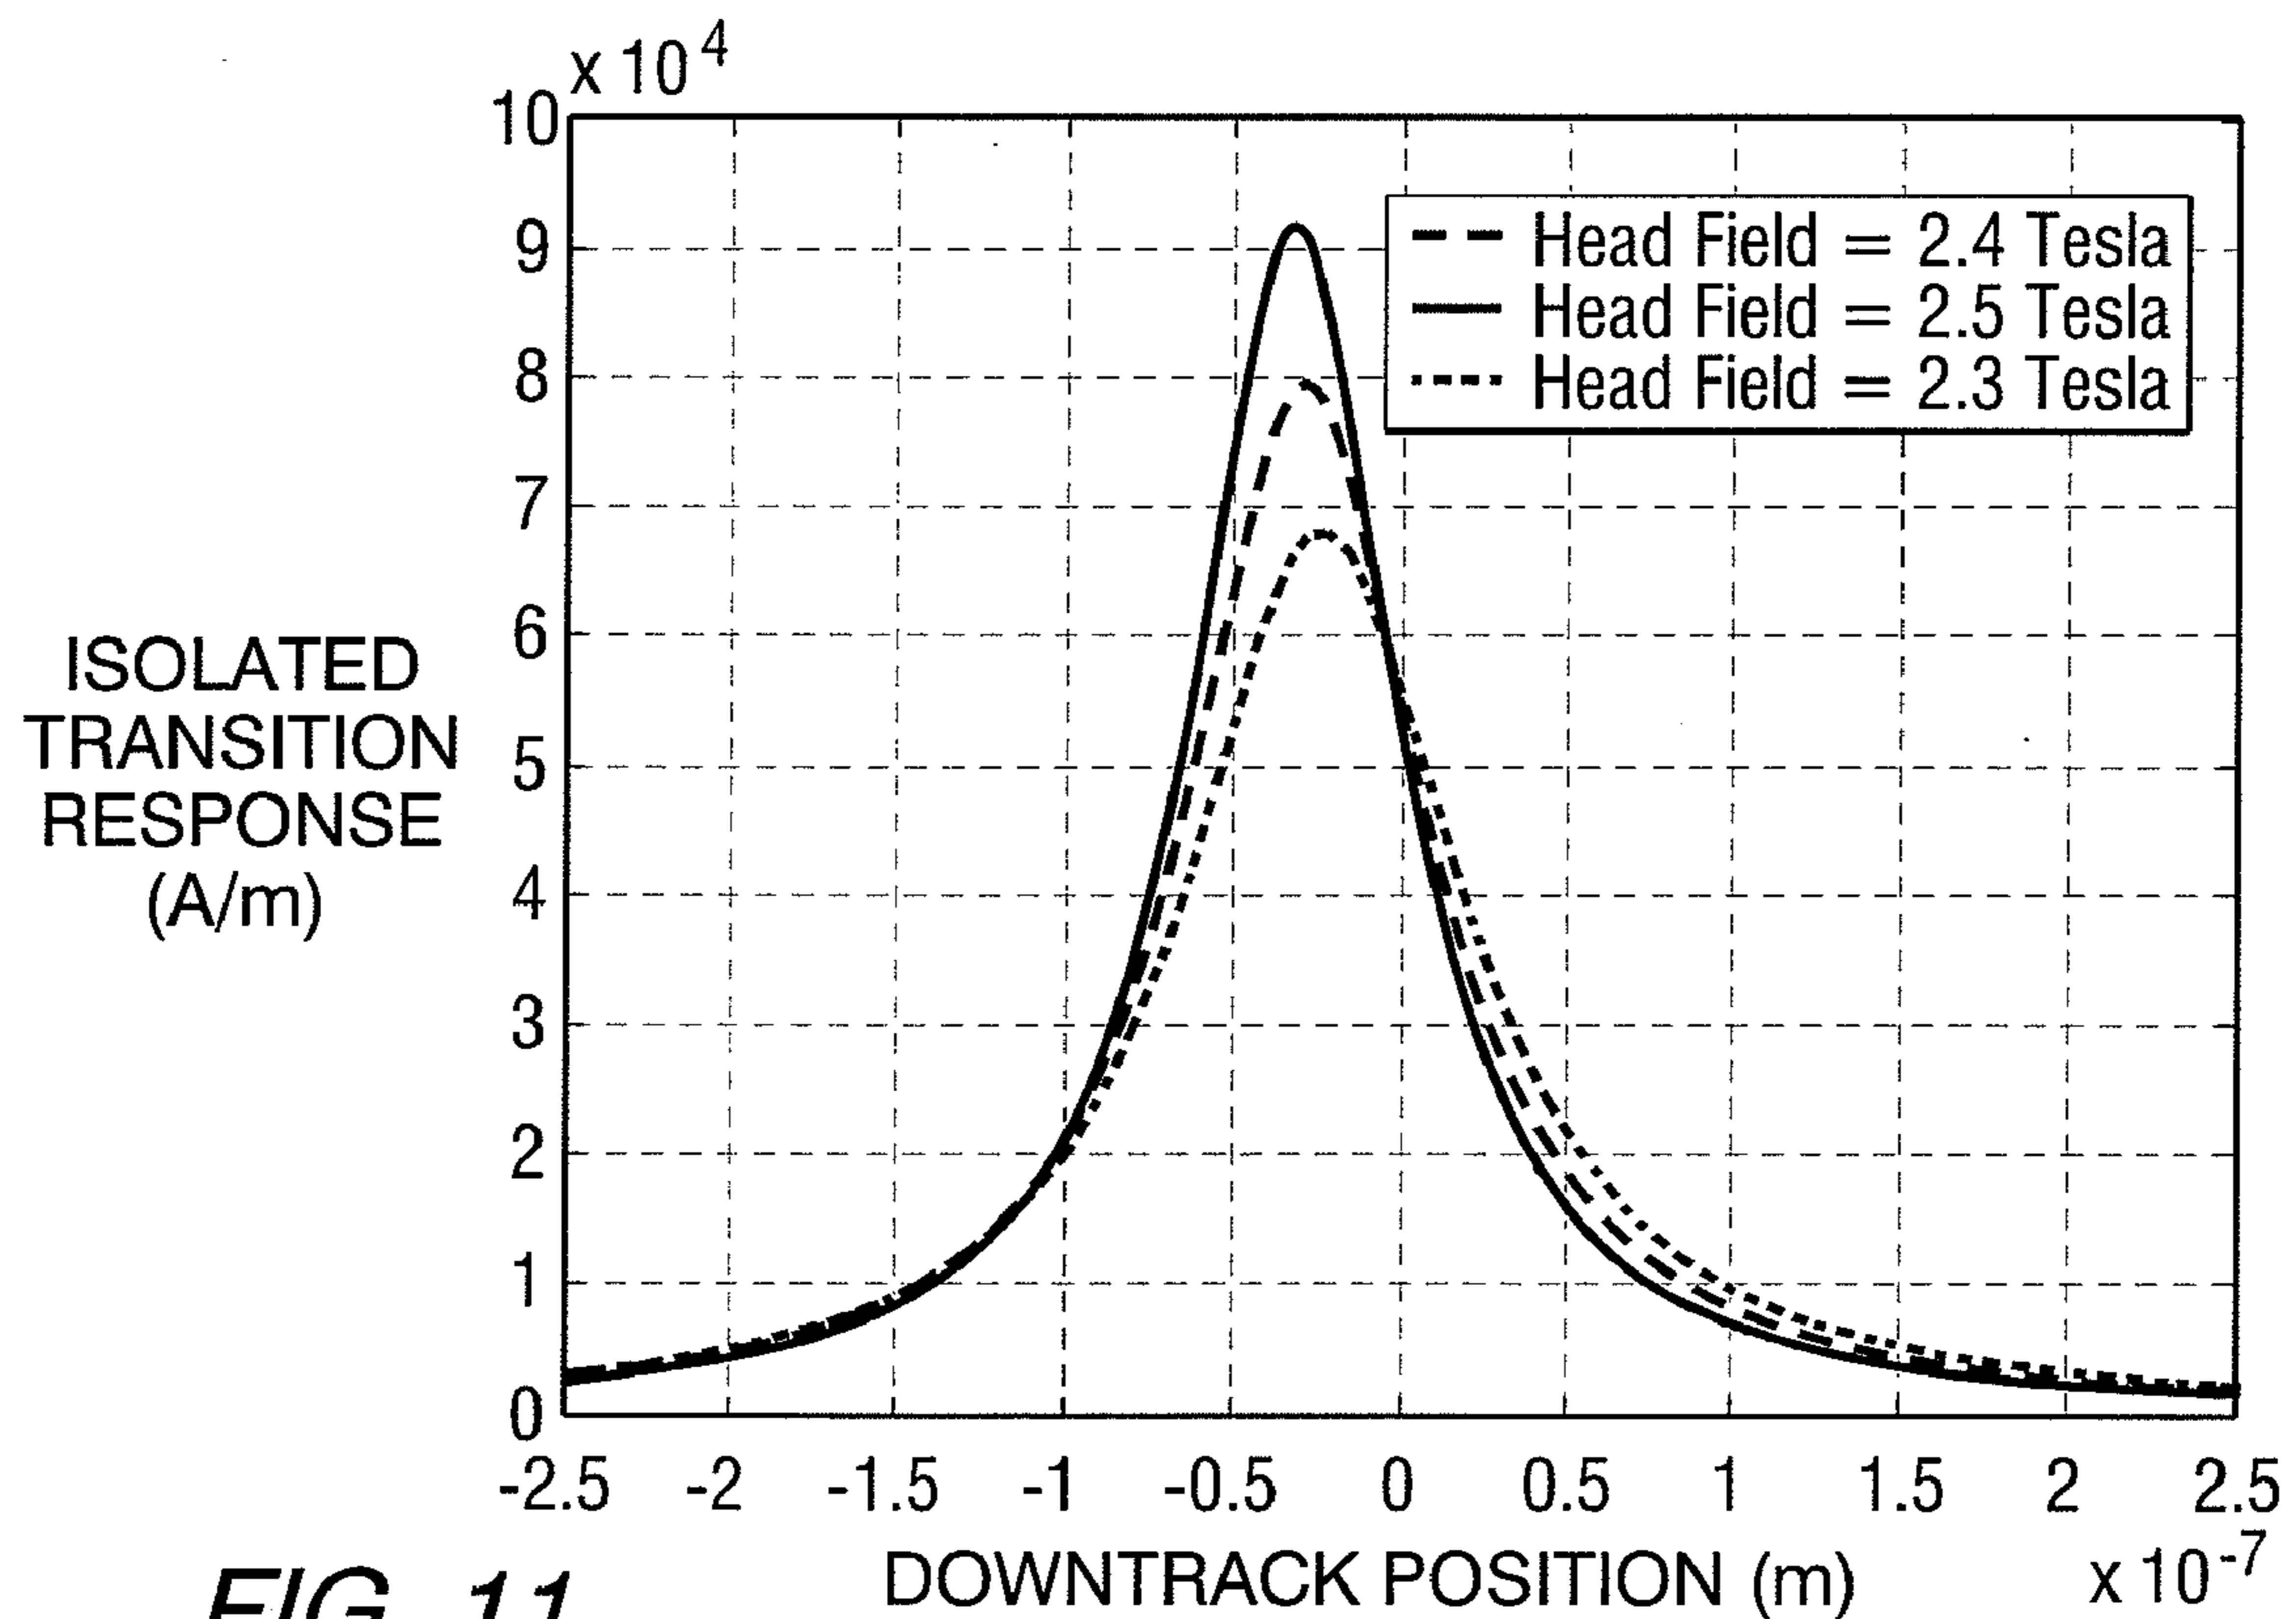 x 10 4
10
9
8
7
6
5
4
3
2
1
0
Head Field = 2.4 Tesla
Head Field = 2.5 Tesla
Head Field = 2.3 Tesla
ISOLATED
TRANSITION
RESPONSE
(A/m)
-2.5 -2 -1.5 -1 -0.5 0 0.5 1 1.5 2 2.5
DOWNTRACK POSITION (m) x 10-7
FIG. 11